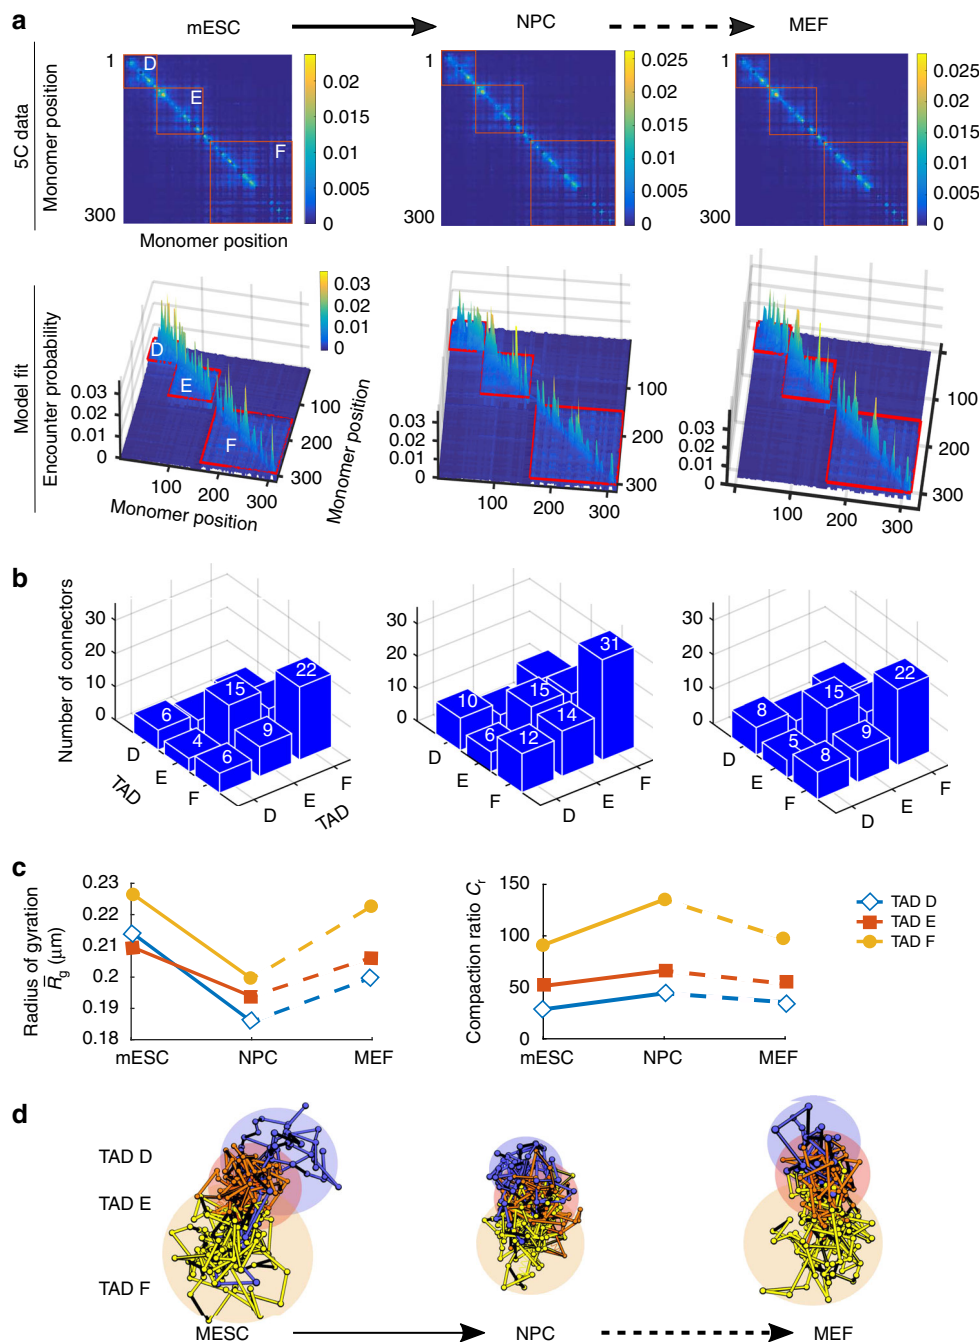 a
mESC
NPC
MEF
5C data
Monomer position
1
300
D
E
F
Monomer position
0.02
0.015
0.01
0.005
0
1
300
0.025
0.02
0.015
0.01
0.005
0
1
300
0.025
0.02
0.015
0.01
0.005
0
Model fit
Encounter probability
0.03
0.02
0.01
0
D
E
F
100
200
300
Monomer position
100
200
300
Monomer position
0.03
0.02
0.01
0
0.03
0.02
0.01
0
100
200
300
100
200
300
0.03
0.02
0.01
0
100
200
300
100
200
300
b
Number of connectors
30
20
10
0
6
4
6
15
9
22
D
E
F
TAD
D
E
F
TAD
30
20
10
0
10
6
12
15
14
31
D
E
F
D
E
F
30
20
10
0
8
5
8
15
9
22
D
E
F
D
E
F
c
Radius of gyration
R̅g (μm)
0.23
0.22
0.21
0.2
0.19
0.18
mESC
NPC
MEF
Compaction ratio Cr
150
100
50
0
mESC
NPC
MEF
TAD D
TAD E
TAD F
d
TAD D
TAD E
TAD F
MESC
NPC
MEF